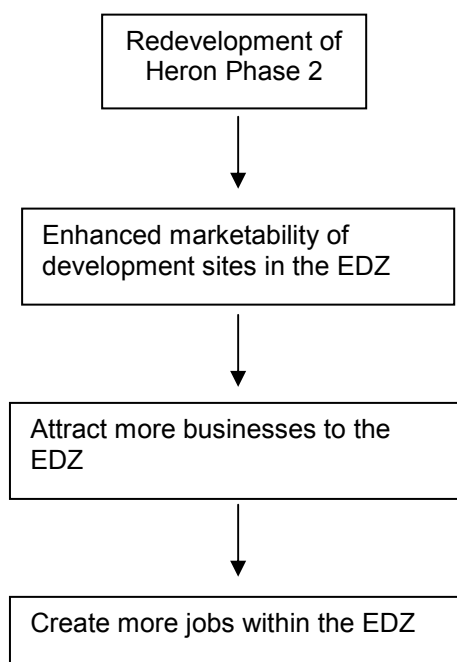 Redevelopment of
Heron Phase 2
Enhanced marketability of
development sites in the EDZ
Attract more businesses to the
EDZ
Create more jobs within the EDZ